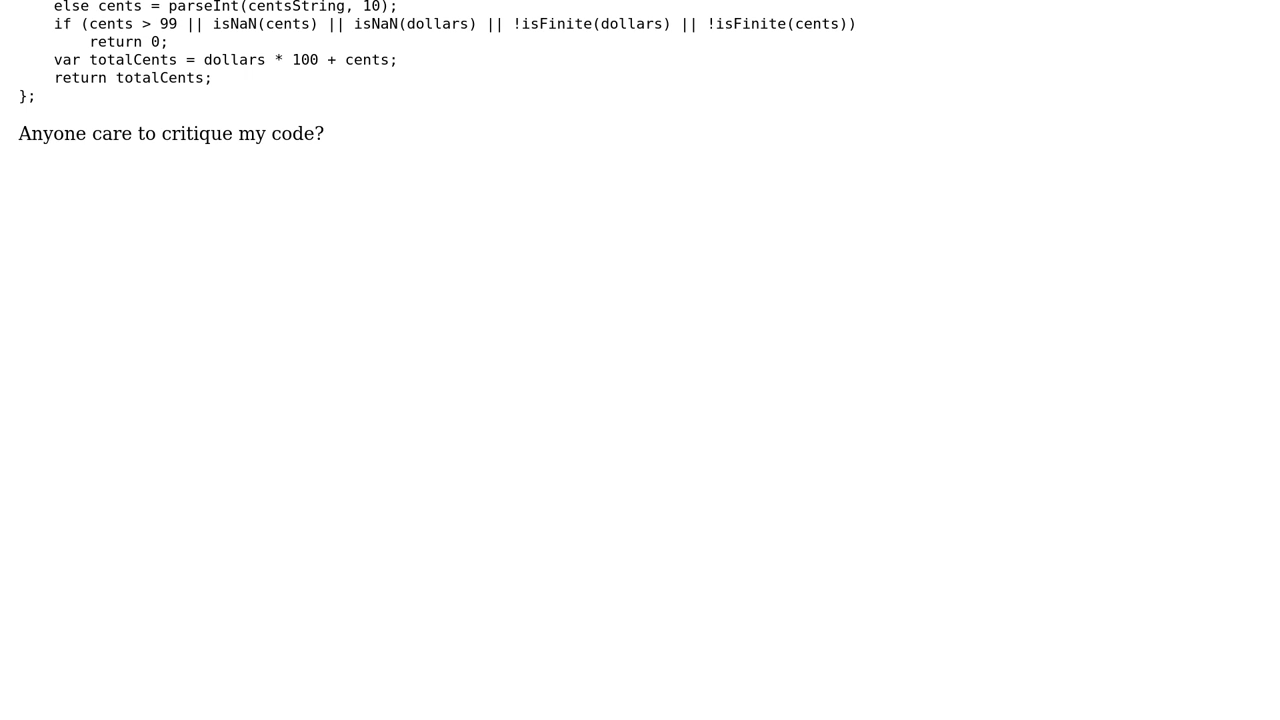 else cents = parseInt(centsString, 10);
    if (cents > 99 || isNaN(cents) || isNaN(dollars) || !isFinite(dollars) || !isFinite(cents))
        return 0;
    var totalCents = dollars * 100 + cents;
    return totalCents;
};
Anyone care to critique my code?